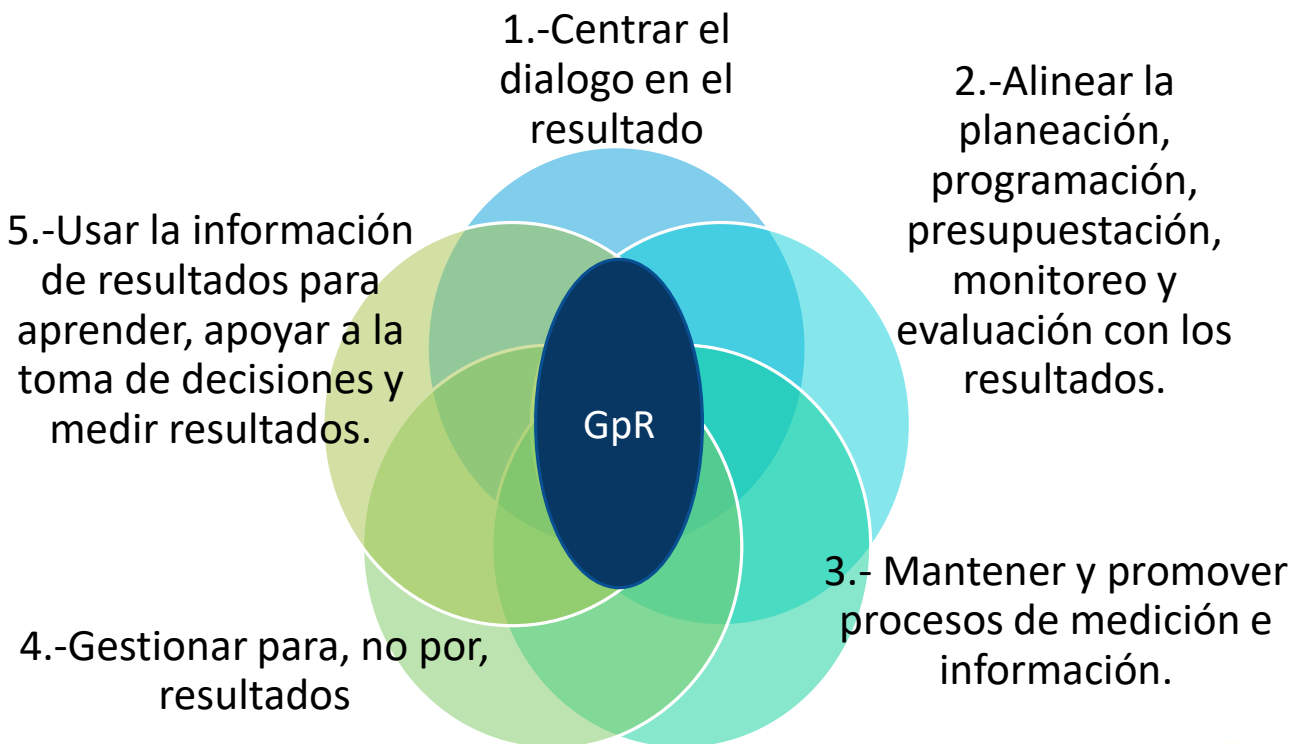 1.-Centrar el
dialogo en el
resultado
2.-Alinear la
planeación,
programación,
presupuestación,
monitoreo y
evaluación con los
resultados.
3.- Mantener y promover
procesos de medición e
información.
4.-Gestionar para, no por,
resultados
5.-Usar la información
de resultados para
aprender, apoyar a la
toma de decisiones y
medir resultados.
GpR